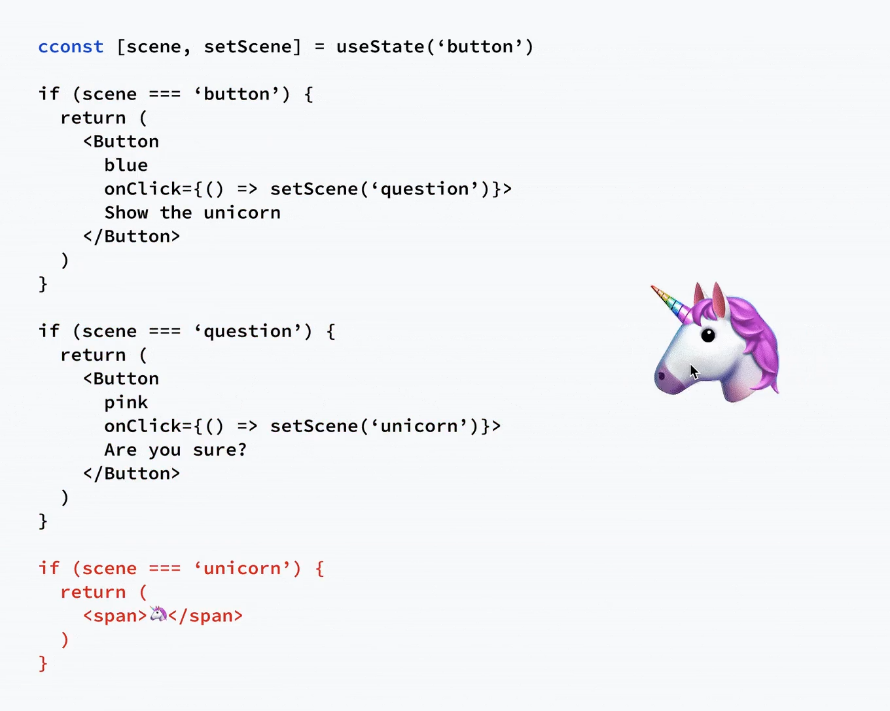 cconst [scene, setScene] = useState(‘button’)
if (scene === ‘button’) {
return (
<Button
blue
onClick={() => setScene(‘question’)}>
Show the unicorn
</Button>
)
}
if (scene === ‘question’) {
return (
<Button
pink
onClick={() => setScene(‘unicorn’)}>
Are you sure?
</Button>
)
}
if (scene === ‘unicorn’) {
return (
<span>🦄</span>
)
}